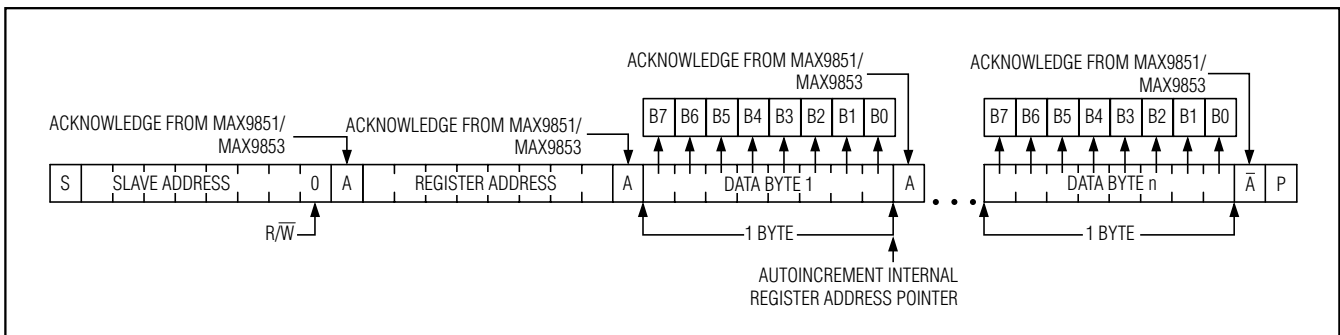 ACKNOWLEDGE FROM MAX9851/
MAX9853
ACKNOWLEDGE FROM MAX9851/
MAX9853
ACKNOWLEDGE FROM MAX9851/
MAX9853
ACKNOWLEDGE FROM MAX9851/
MAX9853
B7 B6 B5 B4 B3 B2 B1 B0
B7 B6 B5 B4 B3 B2 B1 B0
S SLAVE ADDRESS 0 A REGISTER ADDRESS A DATA BYTE 1 A • • • DATA BYTE n A̅ P
R/W̅
1 BYTE
1 BYTE
AUTOINCREMENT INTERNAL
REGISTER ADDRESS POINTER